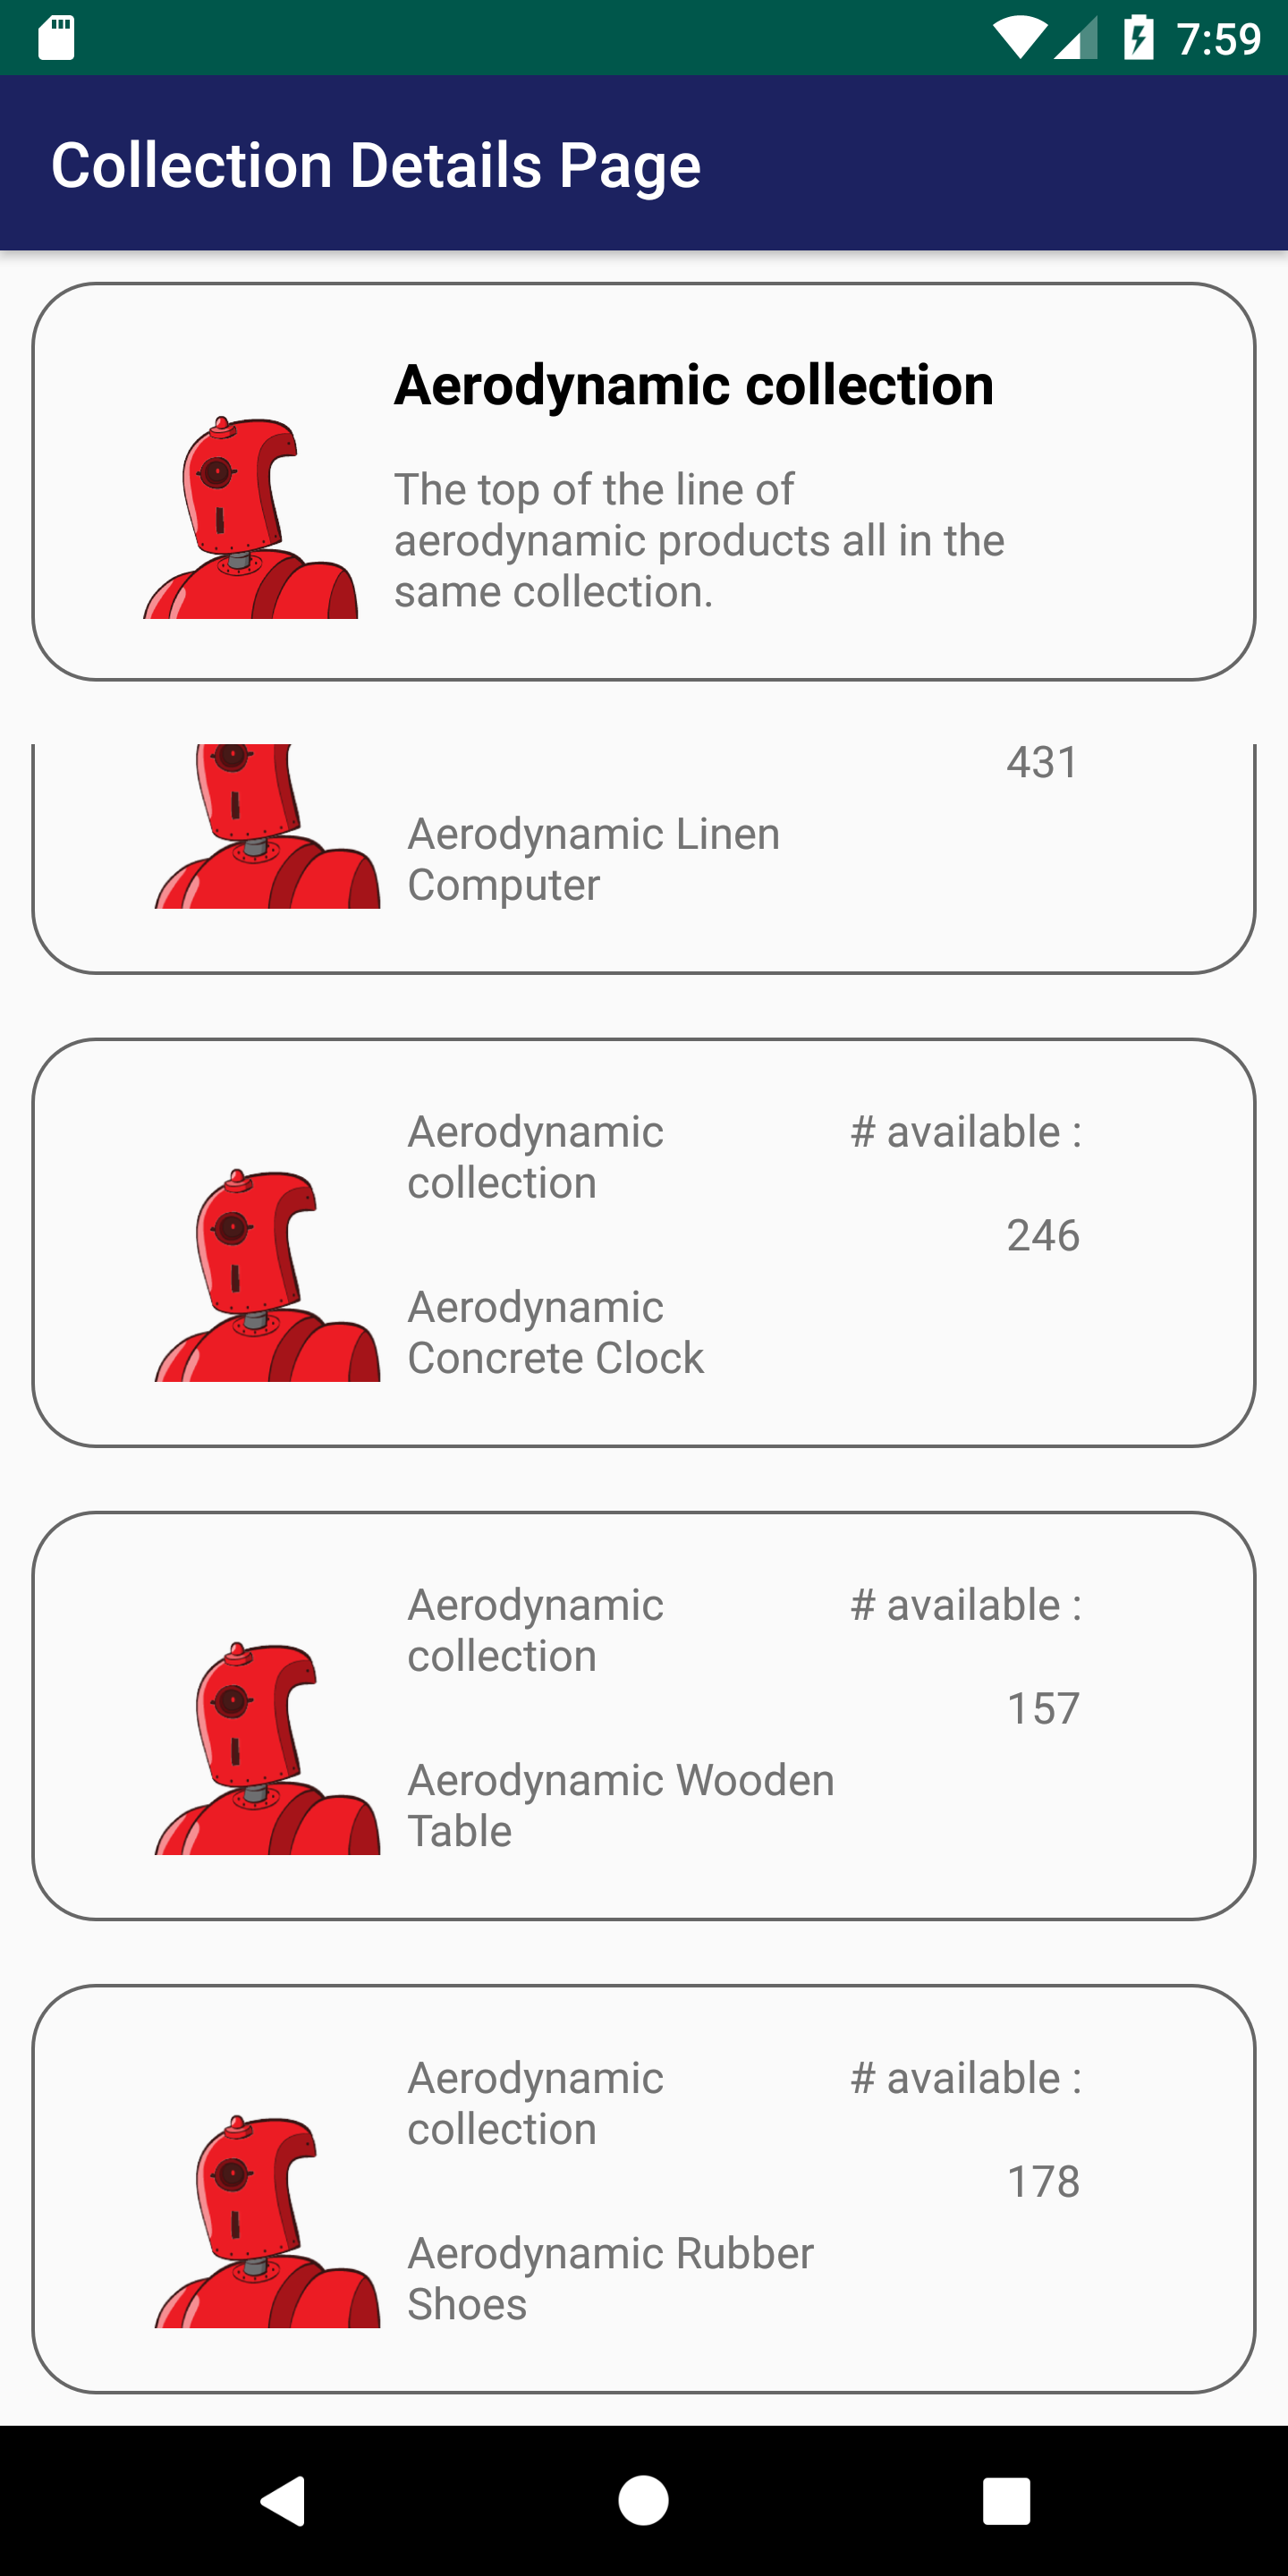 7:59
Collection Details Page
Aerodynamic collection
The top of the line of
aerodynamic products all in the
same collection.
431
Aerodynamic Linen
Computer
Aerodynamic
collection
# available :
246
Aerodynamic
Concrete Clock
Aerodynamic
collection
# available :
157
Aerodynamic Wooden
Table
Aerodynamic
collection
# available :
178
Aerodynamic Rubber
Shoes